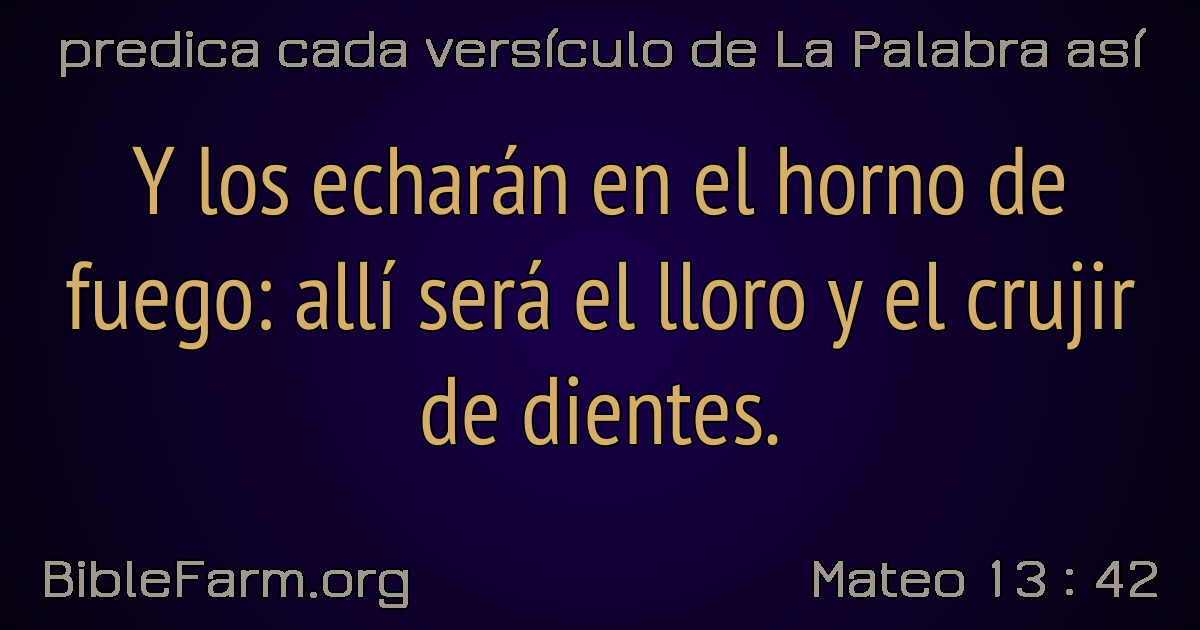 predica cada versículo de La Palabra así
Y los echarán en el horno de
fuego: allí será el lloro y el crujir
de dientes.
BibleFarm.org
Mateo 13 : 42